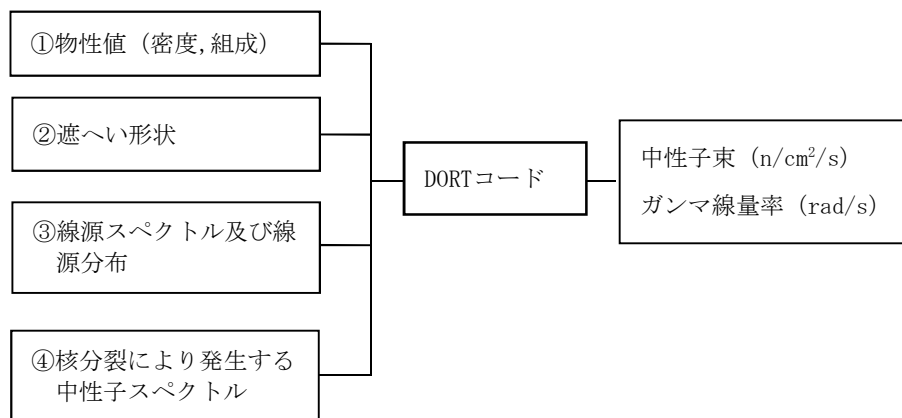 ①物性値（密度,組成）
②遮へい形状
③線源スペクトル及び線
源分布
④核分裂により発生する
中性子スペクトル
DORTコード
中性子束（n/cm²/s）
ガンマ線量率（rad/s）